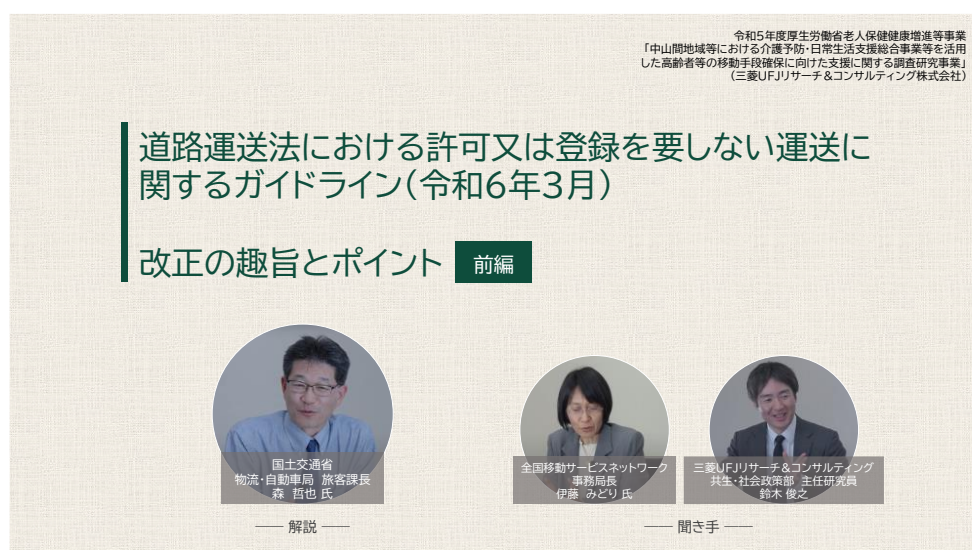 令和5年度厚生労働省老人保健健康増進等事業
「中山間地域等における介護予防・日常生活支援総合事業等を活用
した高齢者等の移動手段確保に向けた支援に関する調査研究事業」
（三菱UFJリサーチ＆コンサルティング株式会社）
道路運送法における許可又は登録を要しない運送に
関するガイドライン（令和6年3月）
改正の趣旨とポイント 前編
国土交通省
物流・自動車局 旅客課長
森 哲也 氏
全国移動サービスネットワーク
事務局長
伊藤 みどり 氏
三菱UFJリサーチ＆コンサルティング
共生・社会政策部 主任研究員
鈴木 俊之
解説
聞き手